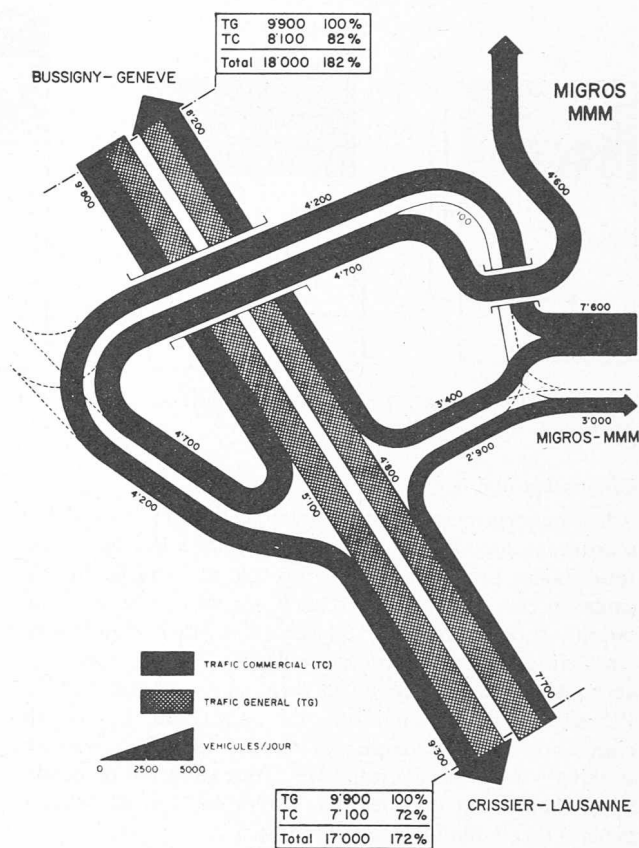 TG 9'900 100%
TC 8'100 82%
Total 18'000 182%
BUSSIGNY-GENEVE
MIGROS
MMM
8'200
9'800
4'200
4'600
100
4'700
7'600
3'400
3'000
MIGROS-MMM
2'900
4'700
4'800
5'100
4'200
TRAFIC COMMERCIAL (TC)
TRAFIC GENERAL (TG)
VEHICULES/JOUR
0 2500 5000
7'700
9'300
CRISSIER-LAUSANNE
TG 9'900 100%
TC 7'100 72%
Total 17'000 172%